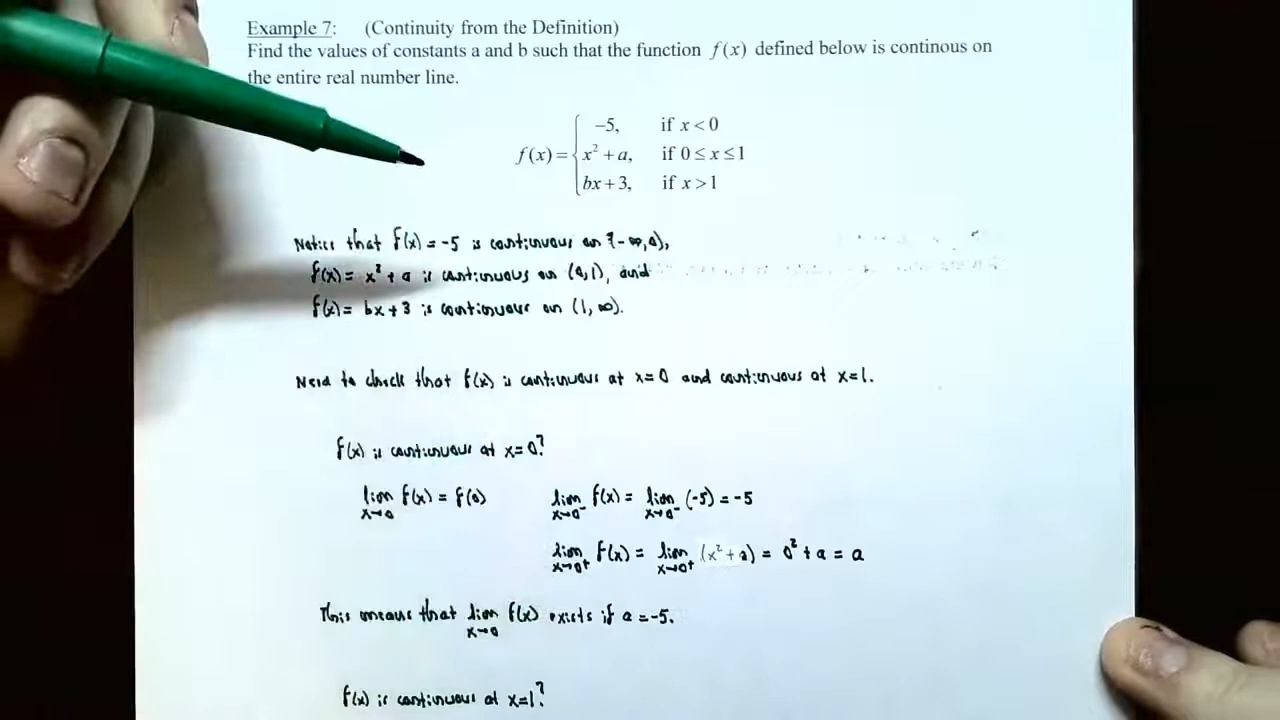 Example 7: (Continuity from the Definition)
Find the values of constants a and b such that the function f(x) defined below is continous on
the entire real number line.
f(x) = { −5, if x < 0
x² + a, if 0 ≤ x ≤ 1
bx + 3, if x > 1
Notice that f(x) = -5 is continuous on (-∞, 0),
f(x) = x² + a is continuous on (0,1), and
f(x) = bx + 3 is continuous on (1, ∞).
Need to check that f(x) is continuous at x=0 and continuous at x=1.
f(x) is continuous at x=0?
lim x→0 f(x) = f(0) lim x→0⁻ f(x) = lim x→0⁻ (-5) = -5
lim x→0⁺ f(x) = lim x→0⁺ (x² + a) = 0² + a = a
This means that lim x→0 f(x) exists if a = -5.
f(x) is continuous at x=1?